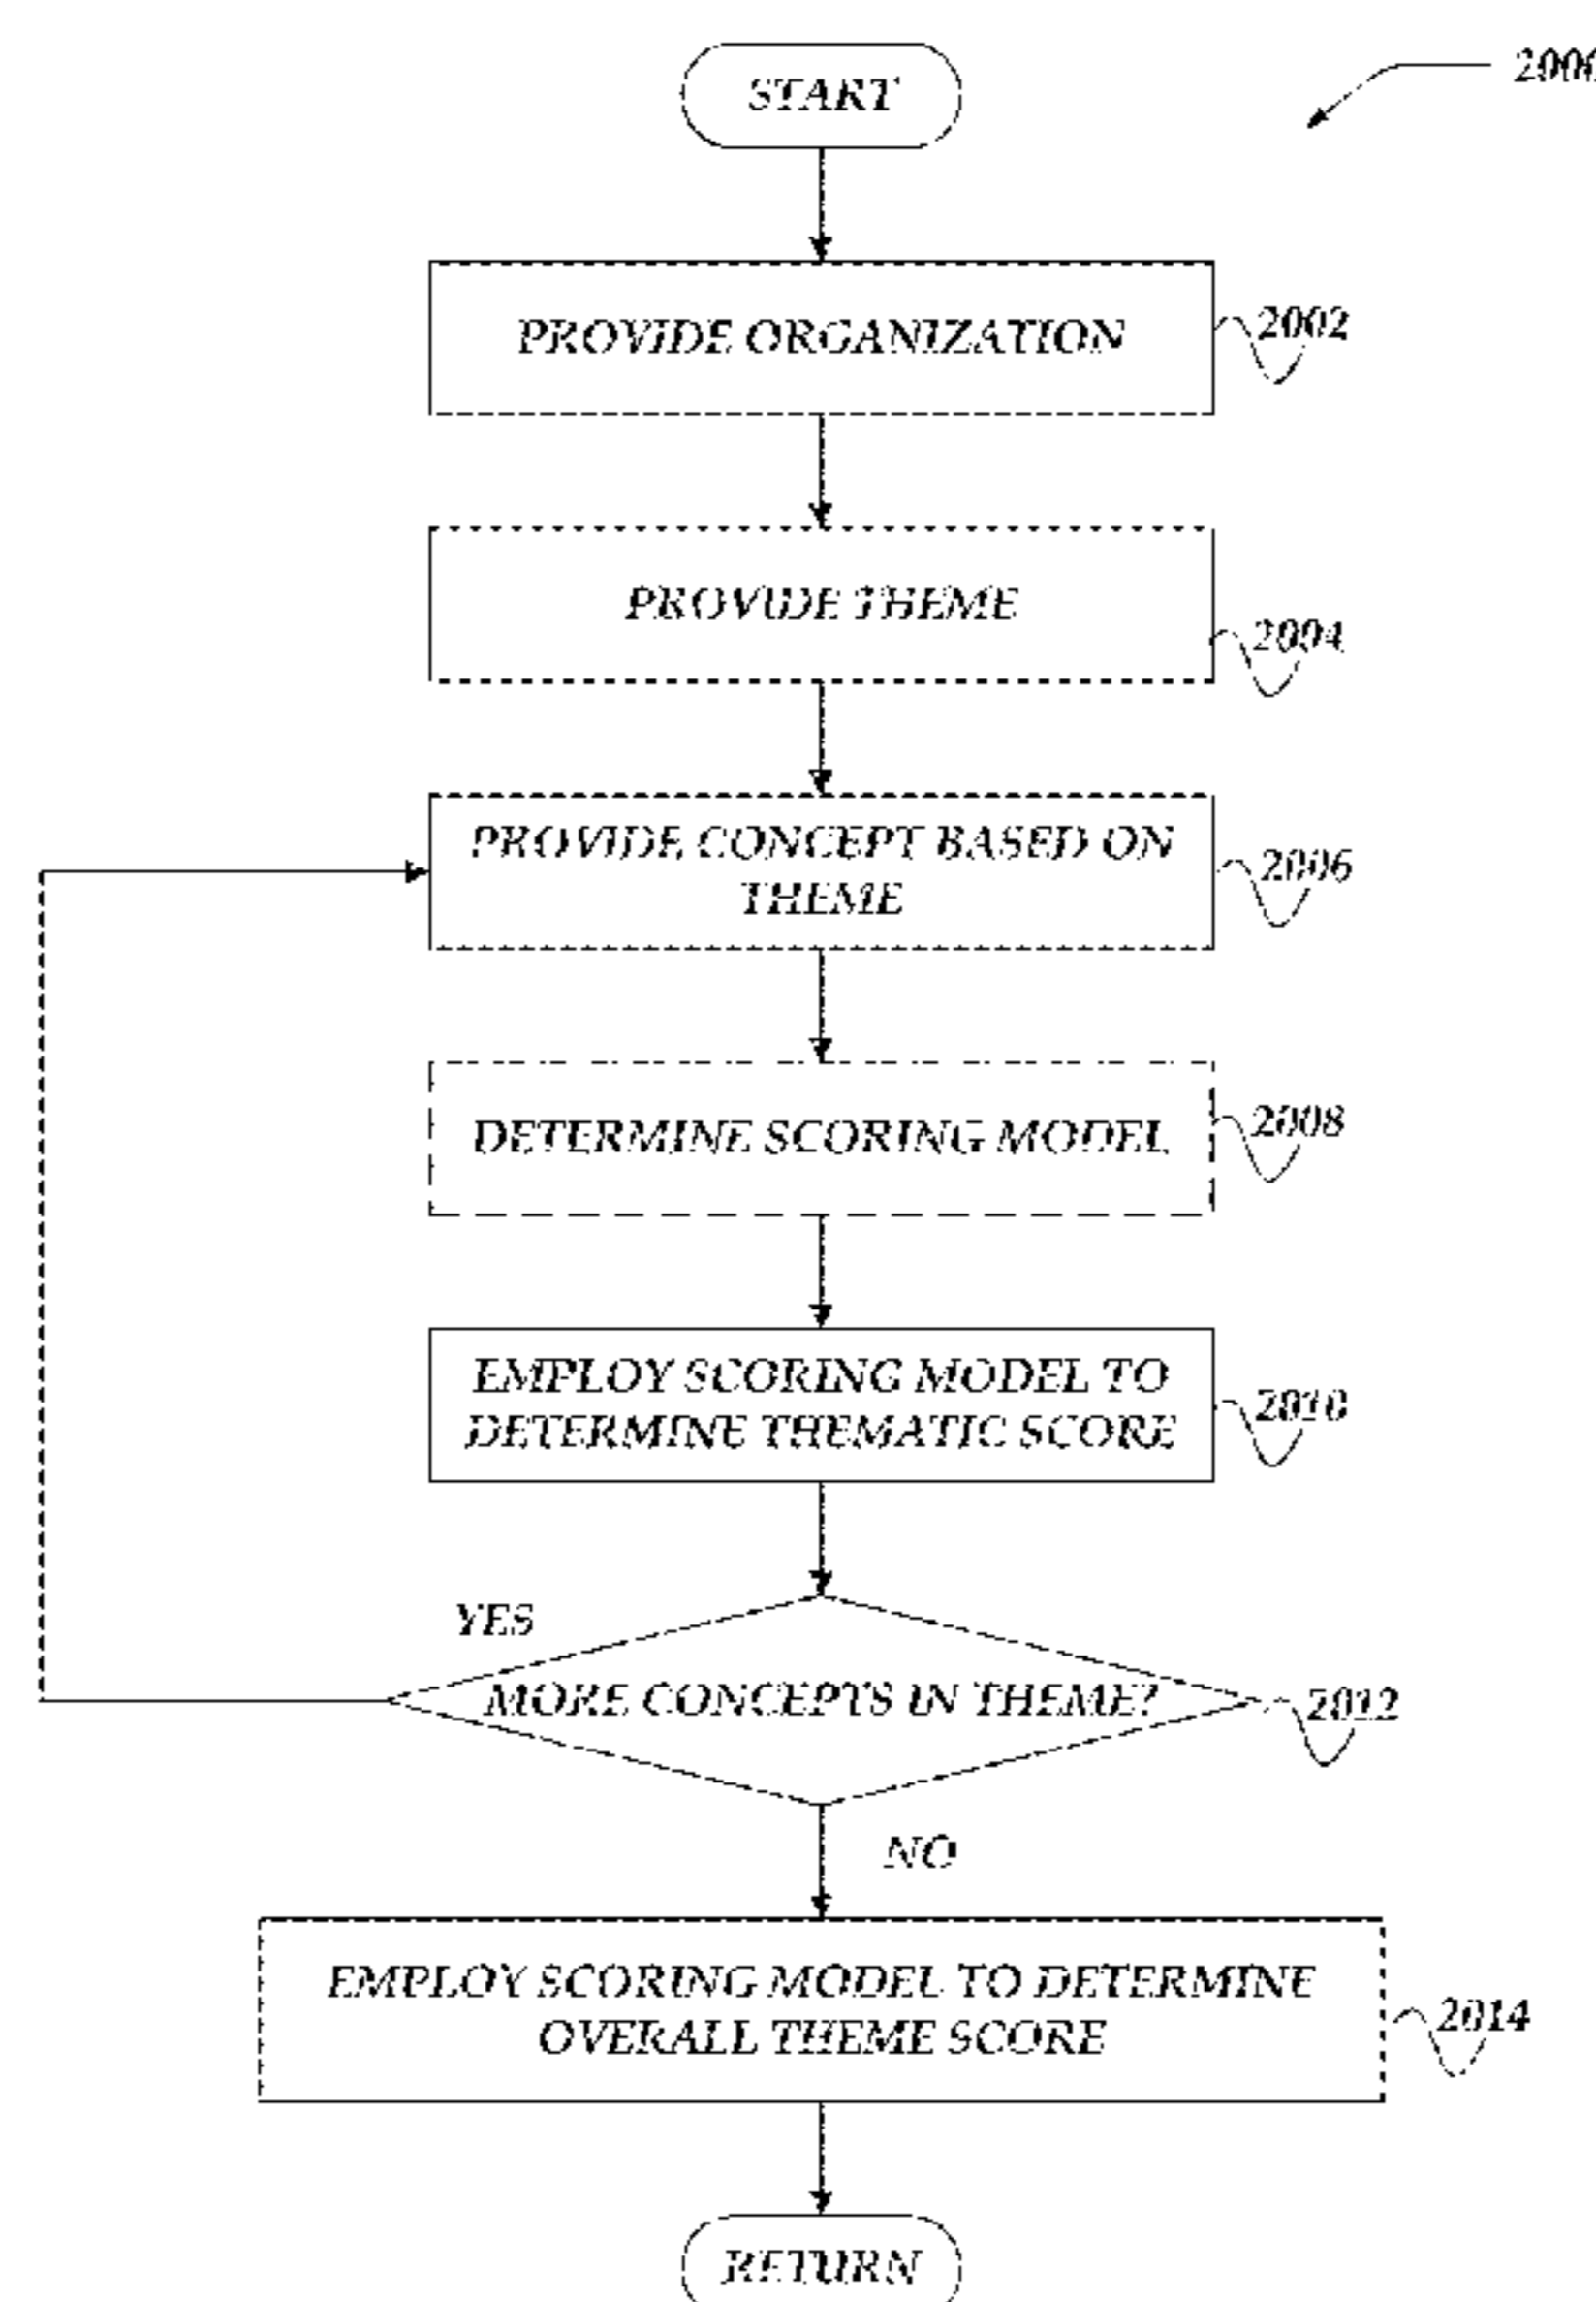 START
2000
PROVIDE ORGANIZATION
2002
PROVIDE THEME
2004
PROVIDE CONCEPT BASED ON
THEME
2006
DETERMINE SCORING MODEL
2008
EMPLOY SCORING MODEL TO
DETERMINE THEMATIC SCORE
2010
YES
MORE CONCEPTS IN THEME?
2012
NO
EMPLOY SCORING MODEL TO DETERMINE
OVERALL THEME SCORE
2014
RETURN